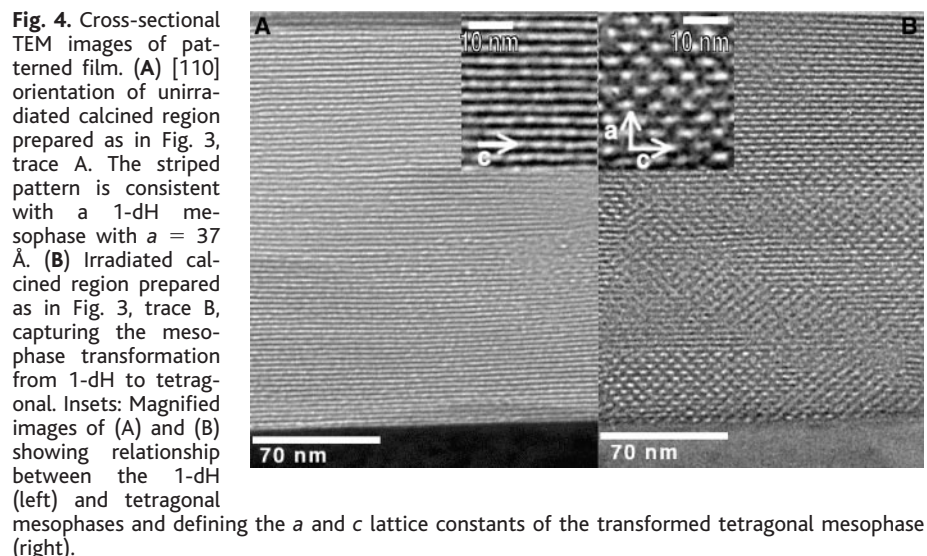 Fig. 4. Cross-sectional
TEM images of pat-
terned film. (A) [110]
orientation of unirra-
diated calcined region
prepared as in Fig. 3,
trace A. The striped
pattern is consistent
with a 1-dH me-
sophase with a = 37
Å. (B) Irradiated cal-
cined region prepared
as in Fig. 3, trace B,
capturing the meso-
phase transformation
from 1-dH to tetrag-
onal. Insets: Magnified
images of (A) and (B)
showing relationship
between the 1-dH
(left) and tetragonal
mesophases and defining the a and c lattice constants of the transformed tetragonal mesophase
(right).
A
10 nm
c
70 nm
B
10 nm
a
c
70 nm